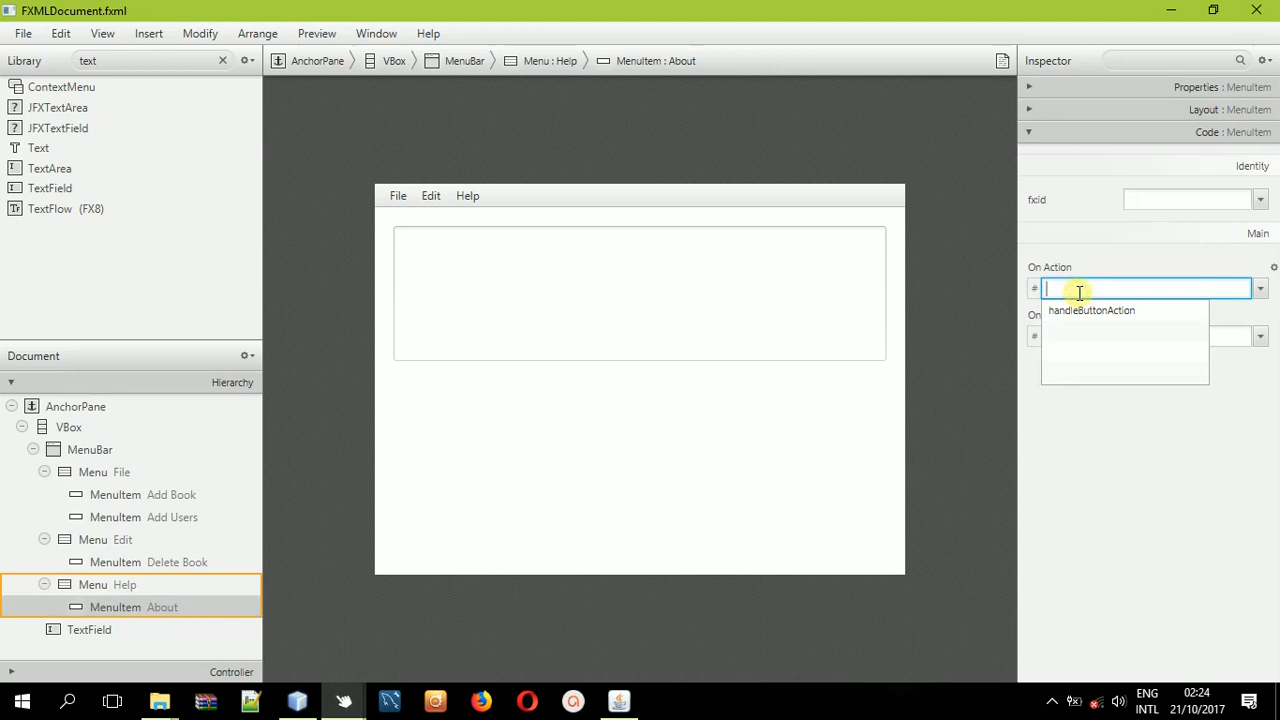 FXMLDocument.fxml
File Edit View Insert Modify Arrange Preview Window Help
Library text
AnchorPane VBox MenuBar Menu : Help MenuItem : About
Inspector
ContextMenu
JFXTextArea
JFXTextField
Text
TextArea
TextField
TextFlow (FX8)
Properties : MenuItem
Layout : MenuItem
Code : MenuItem
Identity
fx:id
Main
On Action
#
handleButtonAction
On
#
File Edit Help
Document
Hierarchy
AnchorPane
VBox
MenuBar
Menu File
MenuItem Add Book
MenuItem Add Users
Menu Edit
MenuItem Delete Book
Menu Help
MenuItem About
TextField
Controller
ENG 02:24
INTL 21/10/2017